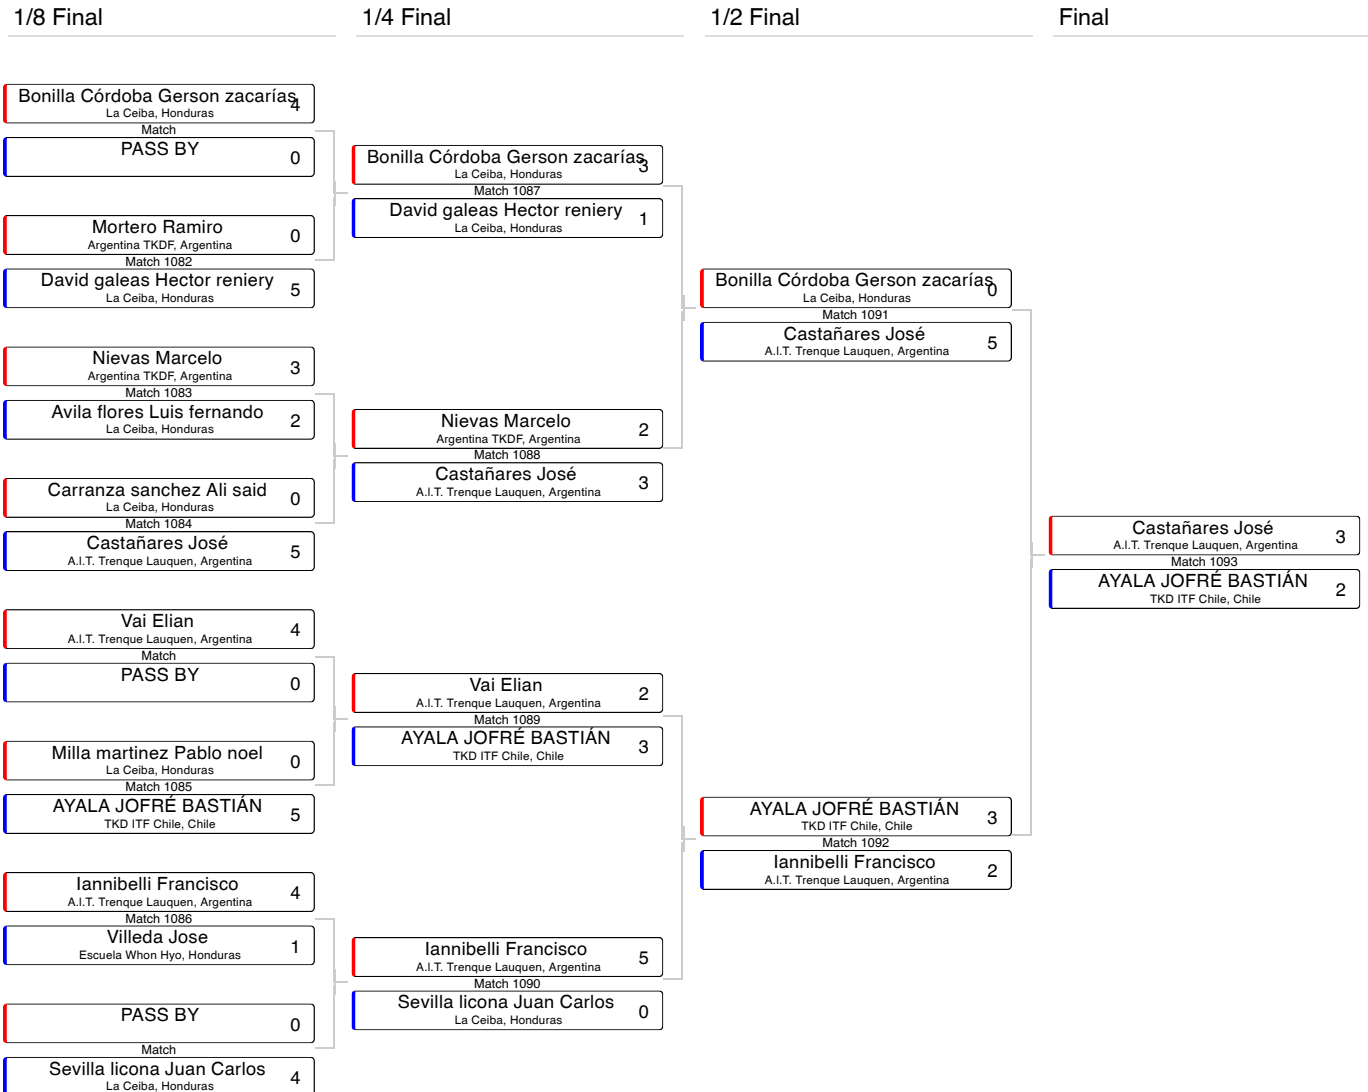 1/8 Final
1/4 Final
1/2 Final
Final
Bonilla Córdoba Gerson zacarías
4
La Ceiba, Honduras
Match
PASS BY
0
Mortero Ramiro
0
Argentina TKDF, Argentina
Match 1082
David galeas Hector reniery
5
La Ceiba, Honduras
Nievas Marcelo
3
Argentina TKDF, Argentina
Match 1083
Avila flores Luis fernando
2
La Ceiba, Honduras
Carranza sanchez Ali said
0
La Ceiba, Honduras
Match 1084
Castañares José
5
A.I.T. Trenque Lauquen, Argentina
Vai Elian
4
A.I.T. Trenque Lauquen, Argentina
Match
PASS BY
0
Milla martinez Pablo noel
0
La Ceiba, Honduras
Match 1085
AYALA JOFRÉ BASTIÁN
5
TKD ITF Chile, Chile
Iannibelli Francisco
4
A.I.T. Trenque Lauquen, Argentina
Match 1086
Villeda Jose
1
Escuela Whon Hyo, Honduras
PASS BY
0
Match
Sevilla licona Juan Carlos
4
La Ceiba, Honduras
Bonilla Córdoba Gerson zacarías
3
La Ceiba, Honduras
Match 1087
David galeas Hector reniery
1
La Ceiba, Honduras
Nievas Marcelo
2
Argentina TKDF, Argentina
Match 1088
Castañares José
3
A.I.T. Trenque Lauquen, Argentina
Vai Elian
2
A.I.T. Trenque Lauquen, Argentina
Match 1089
AYALA JOFRÉ BASTIÁN
3
TKD ITF Chile, Chile
Iannibelli Francisco
5
A.I.T. Trenque Lauquen, Argentina
Match 1090
Sevilla licona Juan Carlos
0
La Ceiba, Honduras
Bonilla Córdoba Gerson zacarías
0
La Ceiba, Honduras
Match 1091
Castañares José
5
A.I.T. Trenque Lauquen, Argentina
AYALA JOFRÉ BASTIÁN
3
TKD ITF Chile, Chile
Match 1092
Iannibelli Francisco
2
A.I.T. Trenque Lauquen, Argentina
Castañares José
3
A.I.T. Trenque Lauquen, Argentina
Match 1093
AYALA JOFRÉ BASTIÁN
2
TKD ITF Chile, Chile